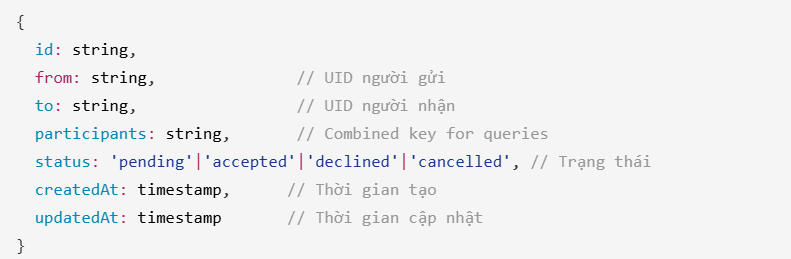 {
  id: string,
  from: string,                // UID người gửi
  to: string,                  // UID người nhận
  participants: string,        // Combined key for queries
  status: 'pending'|'accepted'|'declined'|'cancelled', // Trạng thái
  createdAt: timestamp,       // Thời gian tạo
  updatedAt: timestamp        // Thời gian cập nhật
}